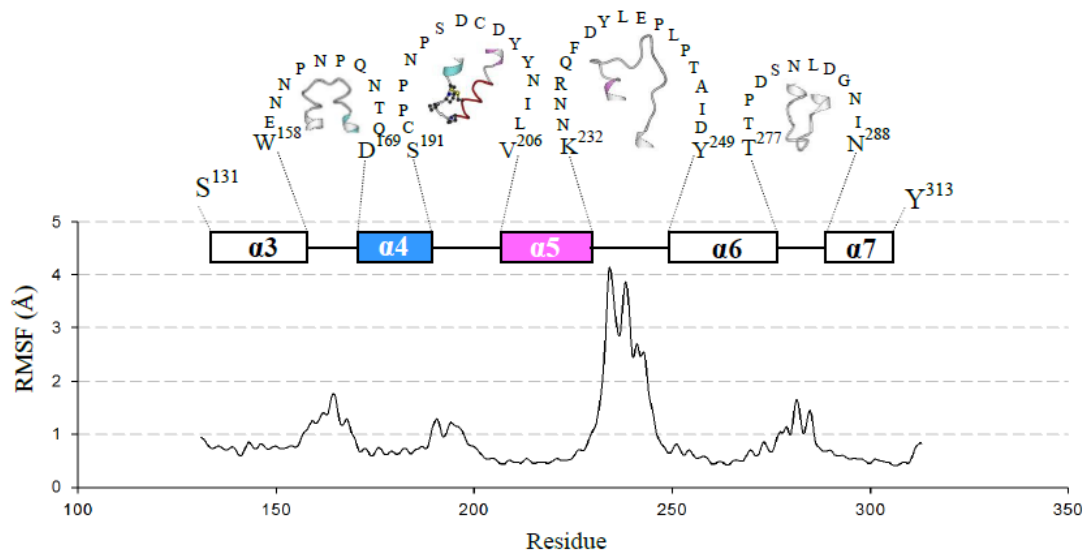 E N N P N P Q N T Q
C P P N P S D C D Y Y N I L
N N R Q F D Y L E P L P T A I D
T P D S N L D G N I
W158 D169 S191 V206 K232 Y249 T277 N288
S131 Y313
α3 α4 α5 α6 α7
5
4
3
2
1
0
RMSF (Å)
100 150 200 250 300 350
Residue